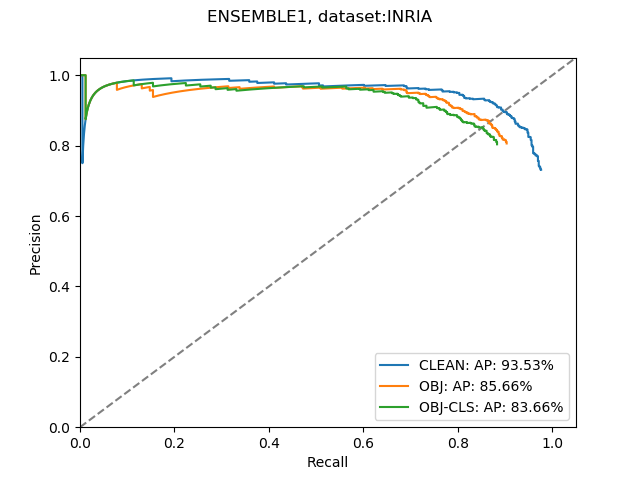 ENSEMBLE1, dataset:INRIA
1.0
0.8
0.6
0.4
0.2
0.0
Precision
CLEAN: AP: 93.53%
OBJ: AP: 85.66%
OBJ-CLS: AP: 83.66%
0.0 0.2 0.4 0.6 0.8 1.0
Recall